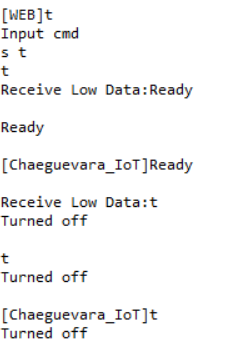 [WEB]t
Input cmd
s t
t
Receive Low Data:Ready
Ready
[Chaeguevara_IoT]Ready
Receive Low Data:t
Turned off
t
Turned off
[Chaeguevara_IoT]t
Turned off